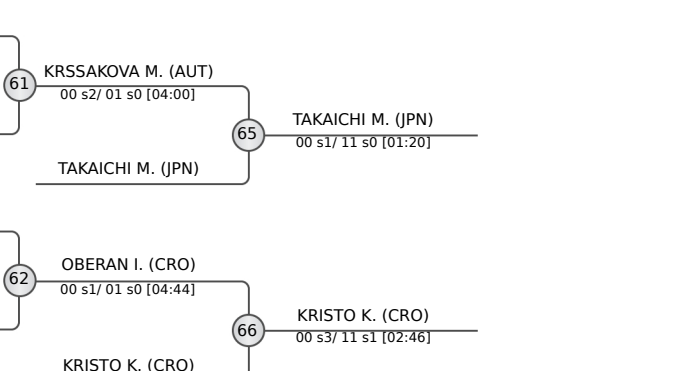 61
KRSSAKOVA M. (AUT)
00 s2/ 01 s0 [04:00]
65
TAKAICHI M. (JPN)
00 s1/ 11 s0 [01:20]
TAKAICHI M. (JPN)
62
OBERAN I. (CRO)
00 s1/ 01 s0 [04:44]
66
KRISTO K. (CRO)
00 s3/ 11 s1 [02:46]
KRISTO K. (CRO)